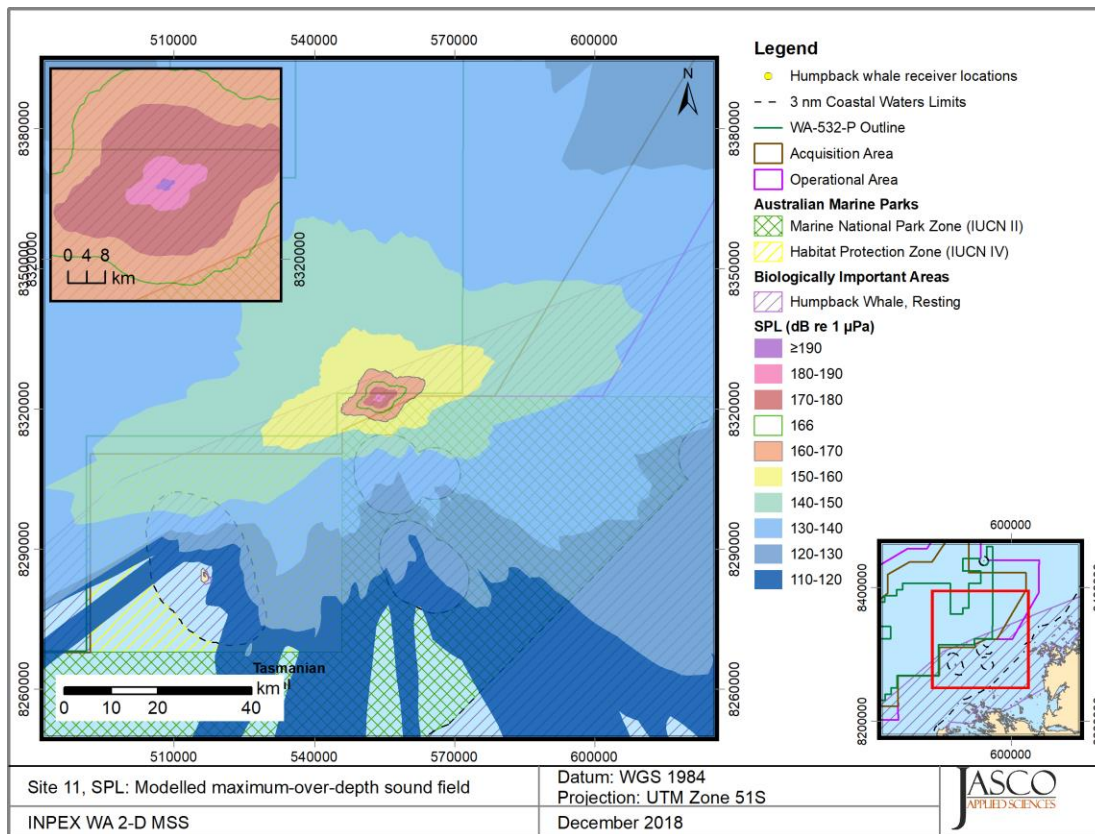 510000 540000 570000 600000
8380000
8350000
8320000
8290000
8260000
8380000
8350000
8320000
8290000
8260000
510000 540000 570000 600000
N
0 4 8
km
8320000
Tasmanian
km
0 10 20 40
Legend
Humpback whale receiver locations
3 nm Coastal Waters Limits
WA-532-P Outline
Acquisition Area
Operational Area
Australian Marine Parks
Marine National Park Zone (IUCN II)
Habitat Protection Zone (IUCN IV)
Biologically Important Areas
Humpback Whale, Resting
SPL (dB re 1 µPa)
≥190
180-190
170-180
166
160-170
150-160
140-150
130-140
120-130
110-120
600000
8400000
8200000
600000
Site 11, SPL: Modelled maximum-over-depth sound field
INPEX WA 2-D MSS
Datum: WGS 1984
Projection: UTM Zone 51S
December 2018
JASCO
APPLIED SCIENCES